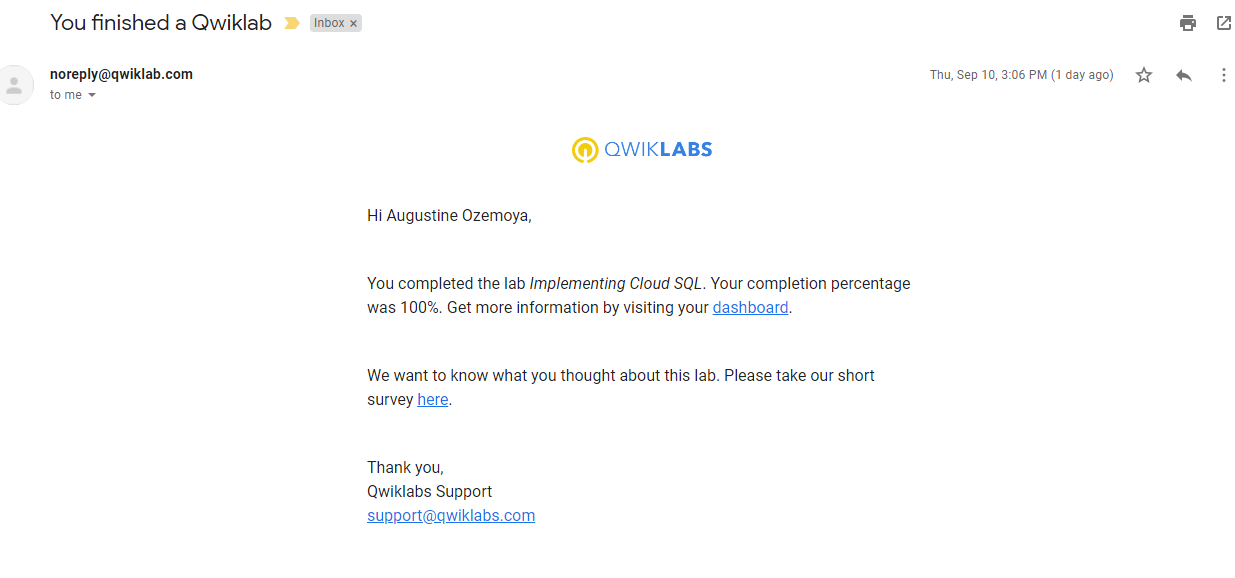 You finished a Qwiklab Inbox ×
noreply@qwiklab.com Thu, Sep 10, 3:06 PM (1 day ago)
to me
QWIKLABS
Hi Augustine Ozemoya,
You completed the lab Implementing Cloud SQL. Your completion percentage
was 100%. Get more information by visiting your dashboard.
We want to know what you thought about this lab. Please take our short
survey here.
Thank you,
Qwiklabs Support
support@qwiklabs.com